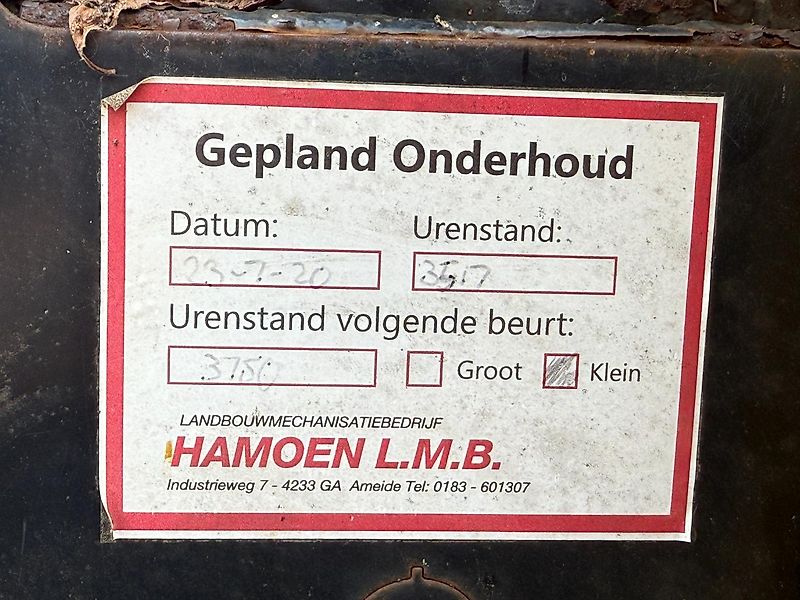 Gepland Onderhoud
Datum: Urenstand:
23-7-20 3517
Urenstand volgende beurt:
3750 Groot Klein
LANDBOUWMECHANISATIEBEDRIJF
HAMOEN L.M.B.
Industrieweg 7 - 4233 GA Ameide Tel: 0183 - 601307